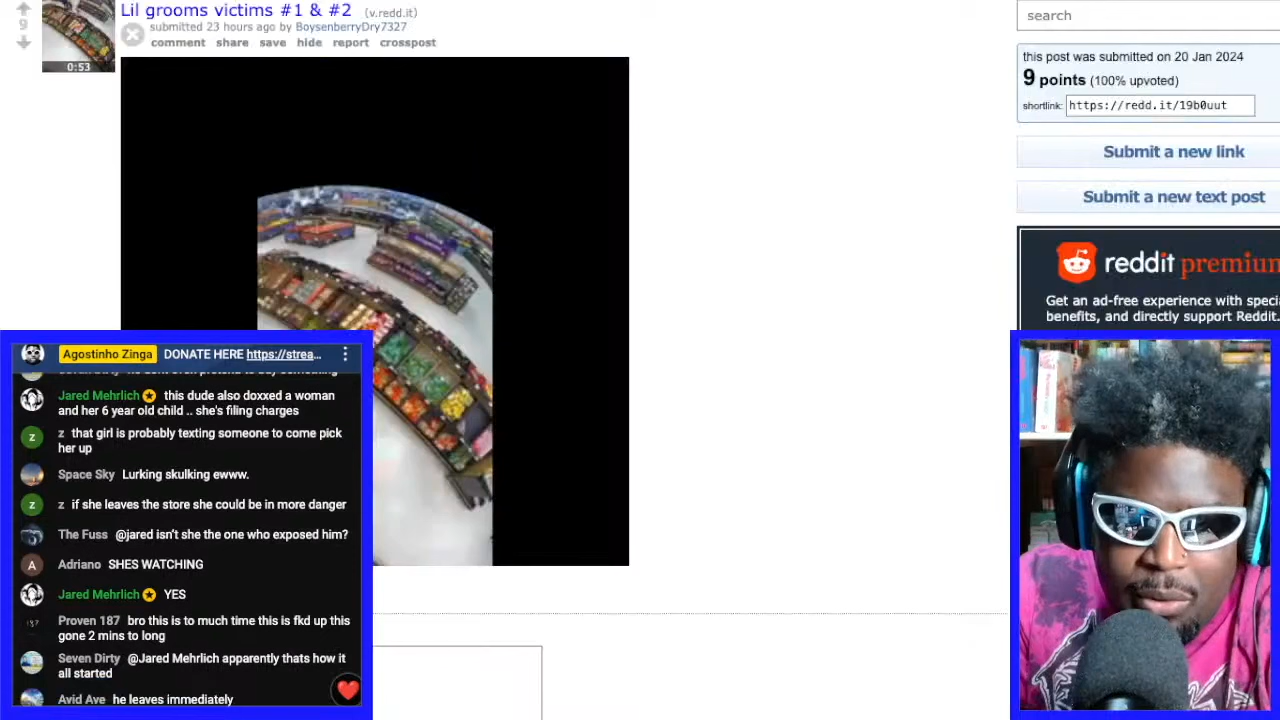 Lil grooms victims #1 & #2 (v.redd.it)
9
submitted 23 hours ago by BoysenberryDry7327
comment share save hide report crosspost
0:53
search
this post was submitted on 20 Jan 2024
9 points (100% upvoted)
shortlink: https://redd.it/19b0uut
Submit a new link
Submit a new text post
reddit premium
Get an ad-free experience with speci
benefits, and directly support Reddit.
Agostinho Zinga DONATE HERE https://strea...
Jared Mehrlich this dude also doxxed a woman
and her 6 year old child .. she's filing charges
z that girl is probably texting someone to come pick
her up
Space Sky Lurking skulking ewww.
z if she leaves the store she could be in more danger
The Fuss @jared isn't she the one who exposed him?
Adriano SHES WATCHING
Jared Mehrlich YES
Proven 187 bro this is to much time this is fkd up this
gone 2 mins to long
Seven Dirty @Jared Mehrlich apparently thats how it
all started
Avid Ave he leaves immediately